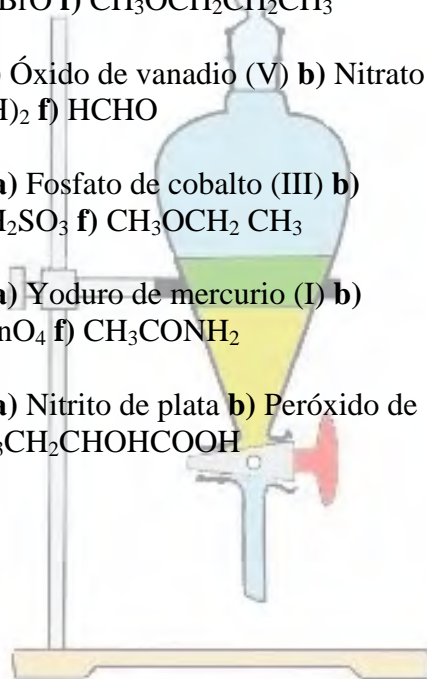 BrO f) CH₃OCH₂CH₂CH₃
Óxido de vanadio (V) b) Nitrato
H)₂ f) HCHO
a) Fosfato de cobalto (III) b)
H₂SO₃ f) CH₃OCH₂ CH₃
a) Yoduro de mercurio (I) b)
nO₄ f) CH₃CONH₂
a) Nitrito de plata b) Peróxido de
₃CH₂CHOHCOOH